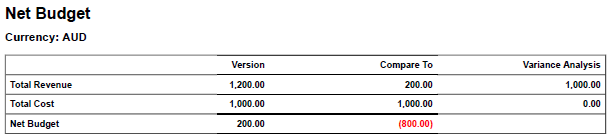 Net Budget
Currency: AUD
Version Compare To Variance Analysis
Total Revenue 1,200.00 200.00 1,000.00
Total Cost 1,000.00 1,000.00 0.00
Net Budget 200.00 (800.00)